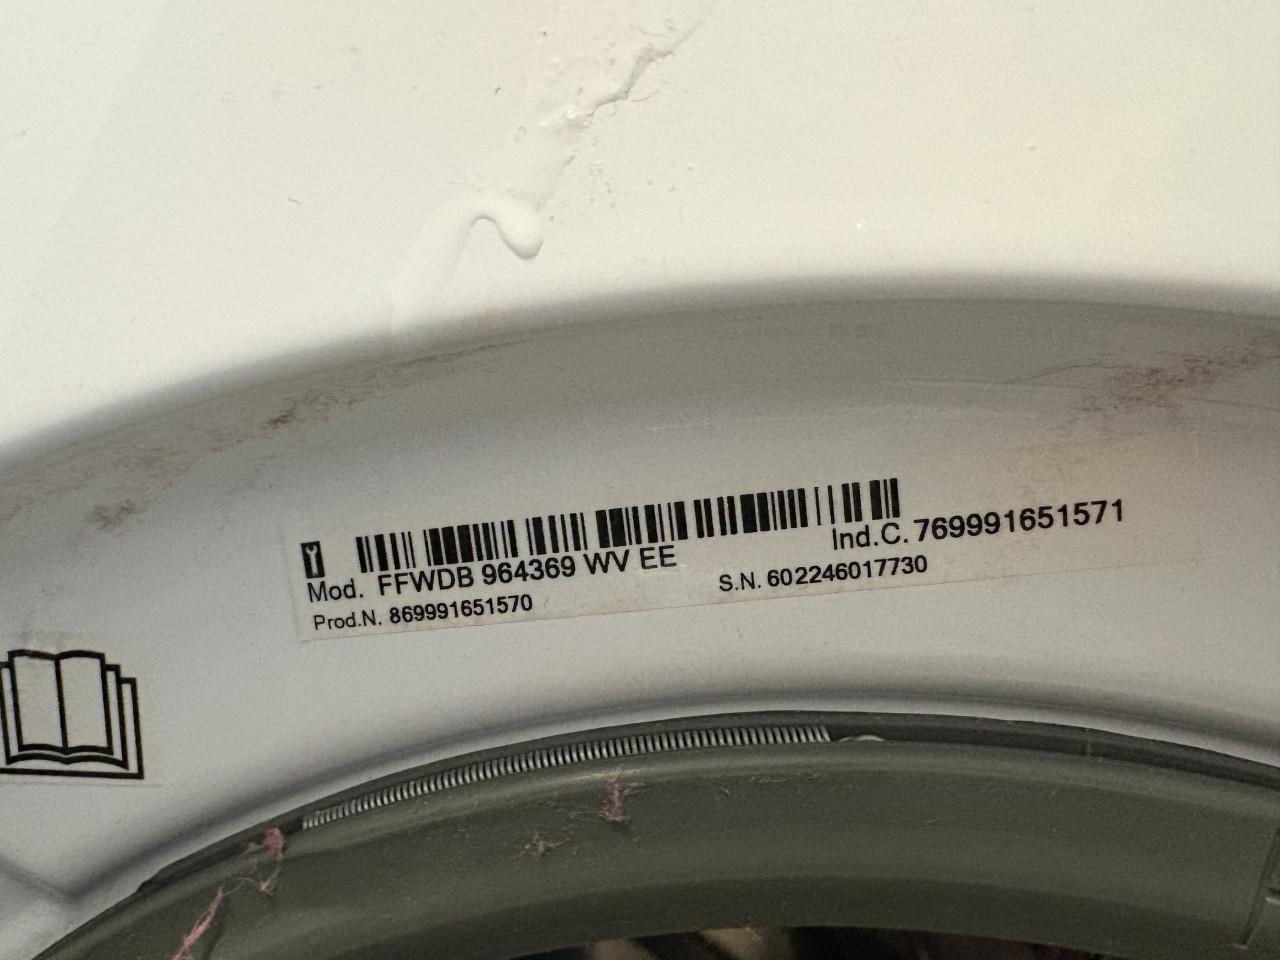 Mod. FFWDB 964369 WV EE
Ind.C. 769991651571
Prod.N. 869991651570
S.N. 602246017730